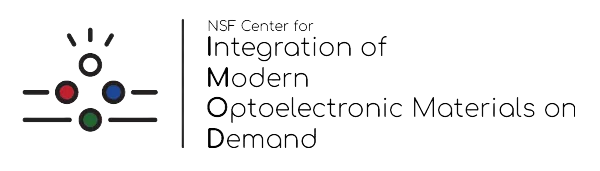 NSF Center for
Integration of
Modern
Optoelectronic Materials on
Demand